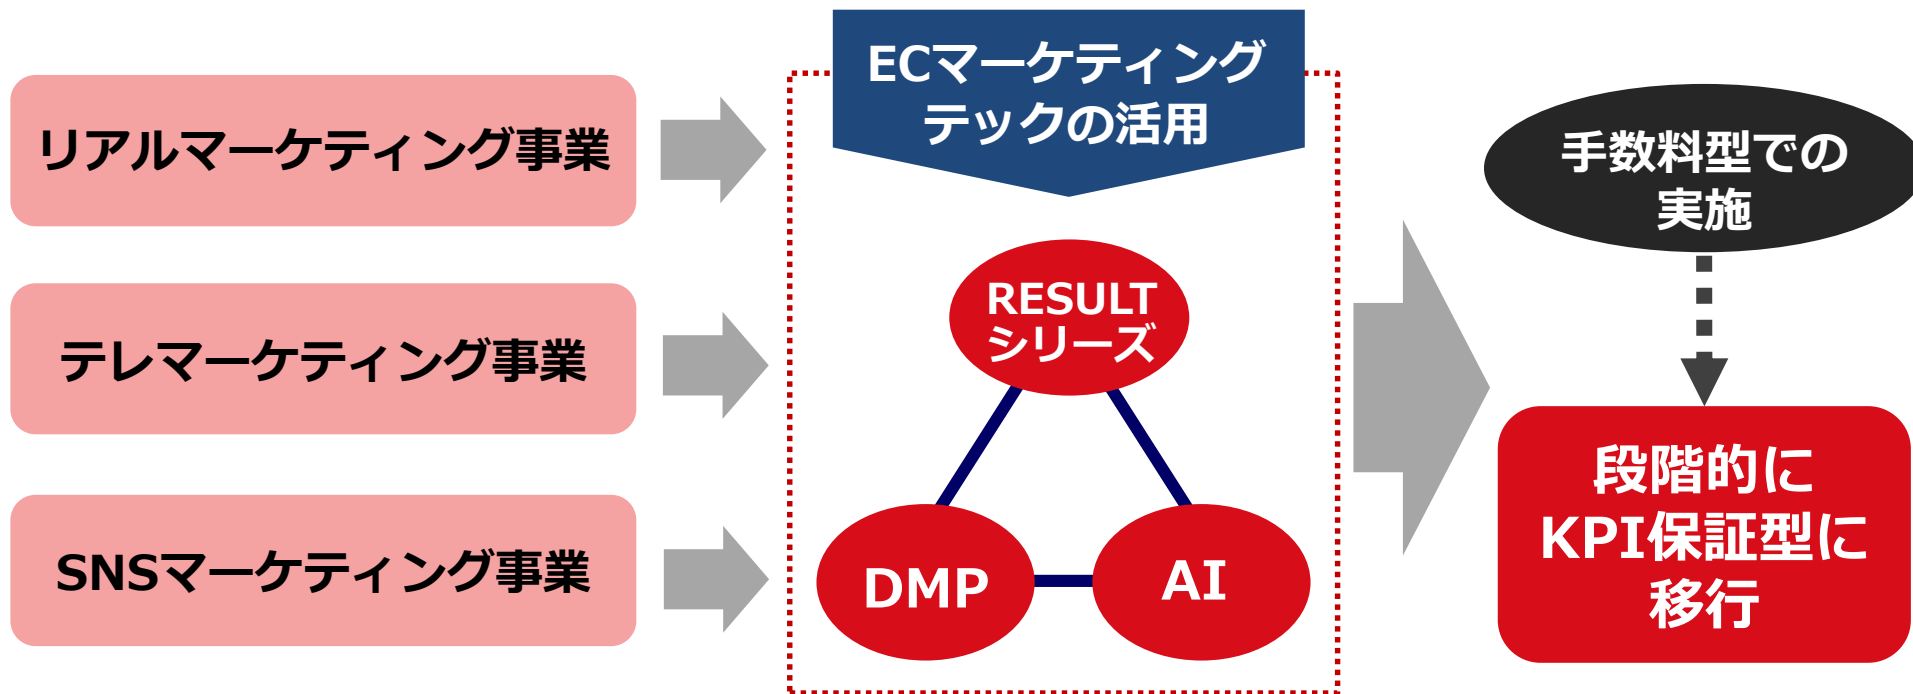 リアルマーケティング事業
テレマーケティング事業
SNSマーケティング事業
ECマーケティング
テックの活用
RESULT
シリーズ
DMP
AI
手数料型での
実施
段階的に
KPI保証型に
移行